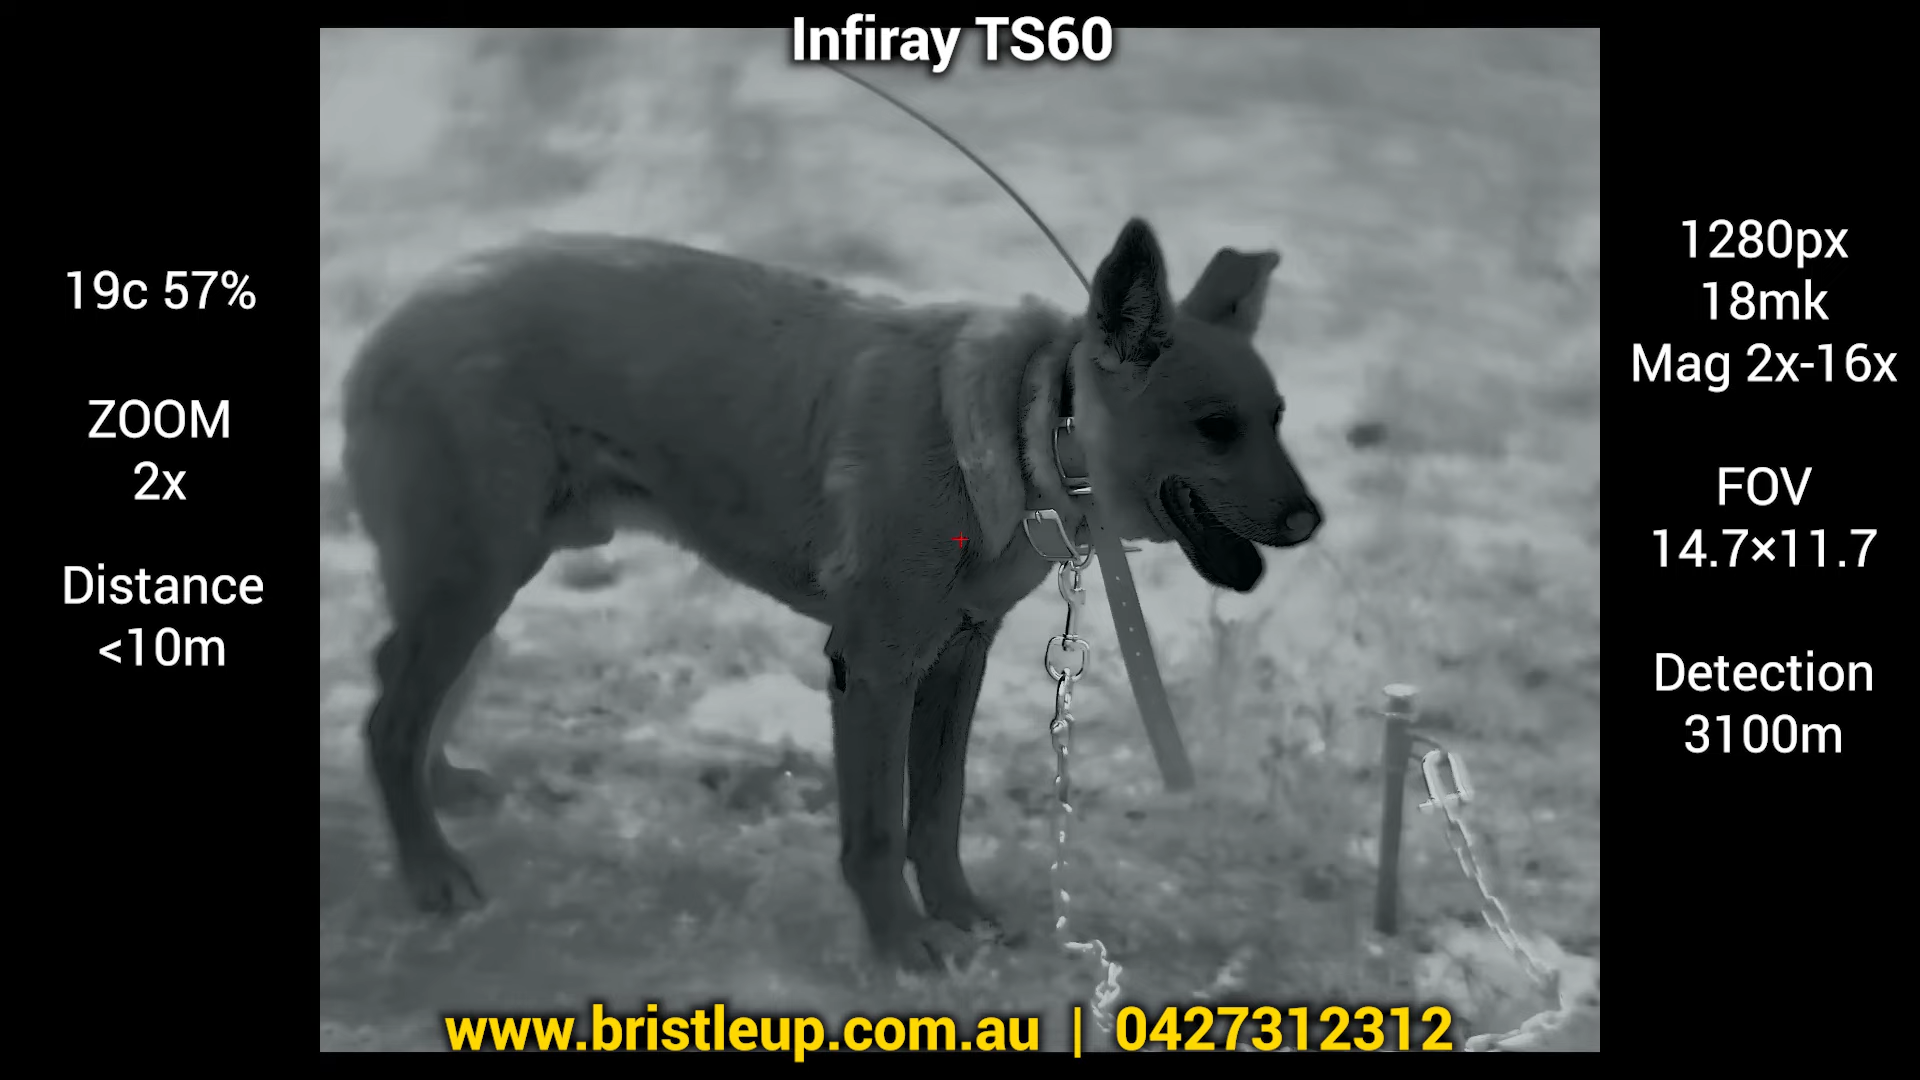 Infiray TS60
19c 57%
ZOOM
2x
Distance
<10m
1280px
18mk
Mag 2x-16x
FOV
14.7×11.7
Detection
3100m
www.bristleup.com.au | 0427312312